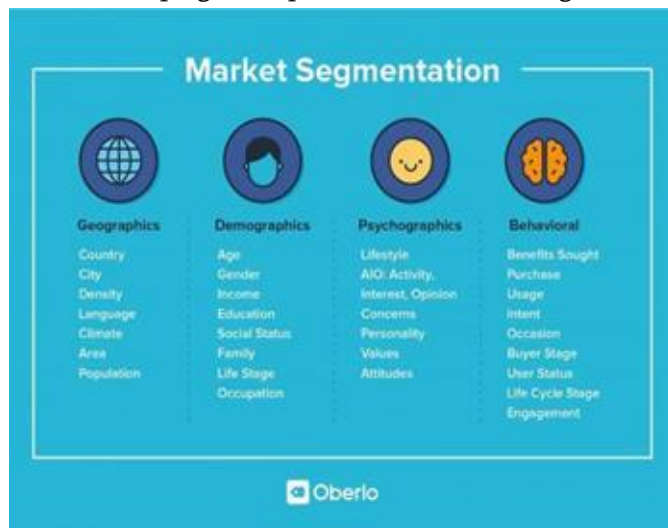 Market Segmentation
Geographics
Country
City
Density
Language
Climate
Area
Population
Demographics
Age
Gender
Income
Education
Social Status
Family
Life Stage
Occupation
Psychographics
Lifestyle
AIO: Activity,
Interest, Opinion
Concerns
Personality
Values
Attitudes
Behavioral
Benefits Sought
Purchase
Usage
Intent
Occasion
Buyer Stage
User Status
Life Cycle Stage
Engagement
Oberlo